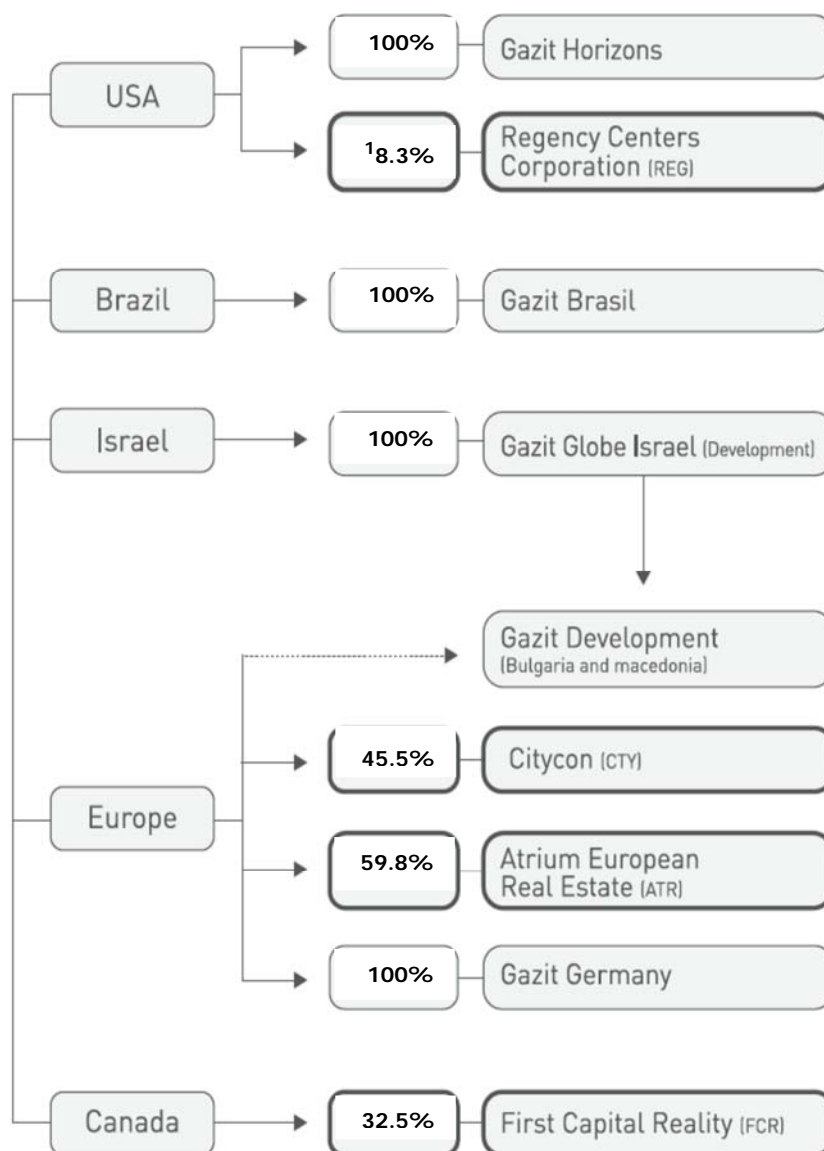 USA
100%
Gazit Horizons
18.3%
Regency Centers
Corporation (REG)
Brazil
100%
Gazit Brasil
Israel
100%
Gazit Globe Israel (Development)
Gazit Development
(Bulgaria and macedonia)
Europe
45.5%
Citycon (CTY)
59.8%
Atrium European
Real Estate (ATR)
100%
Gazit Germany
Canada
32.5%
First Capital Reality (FCR)